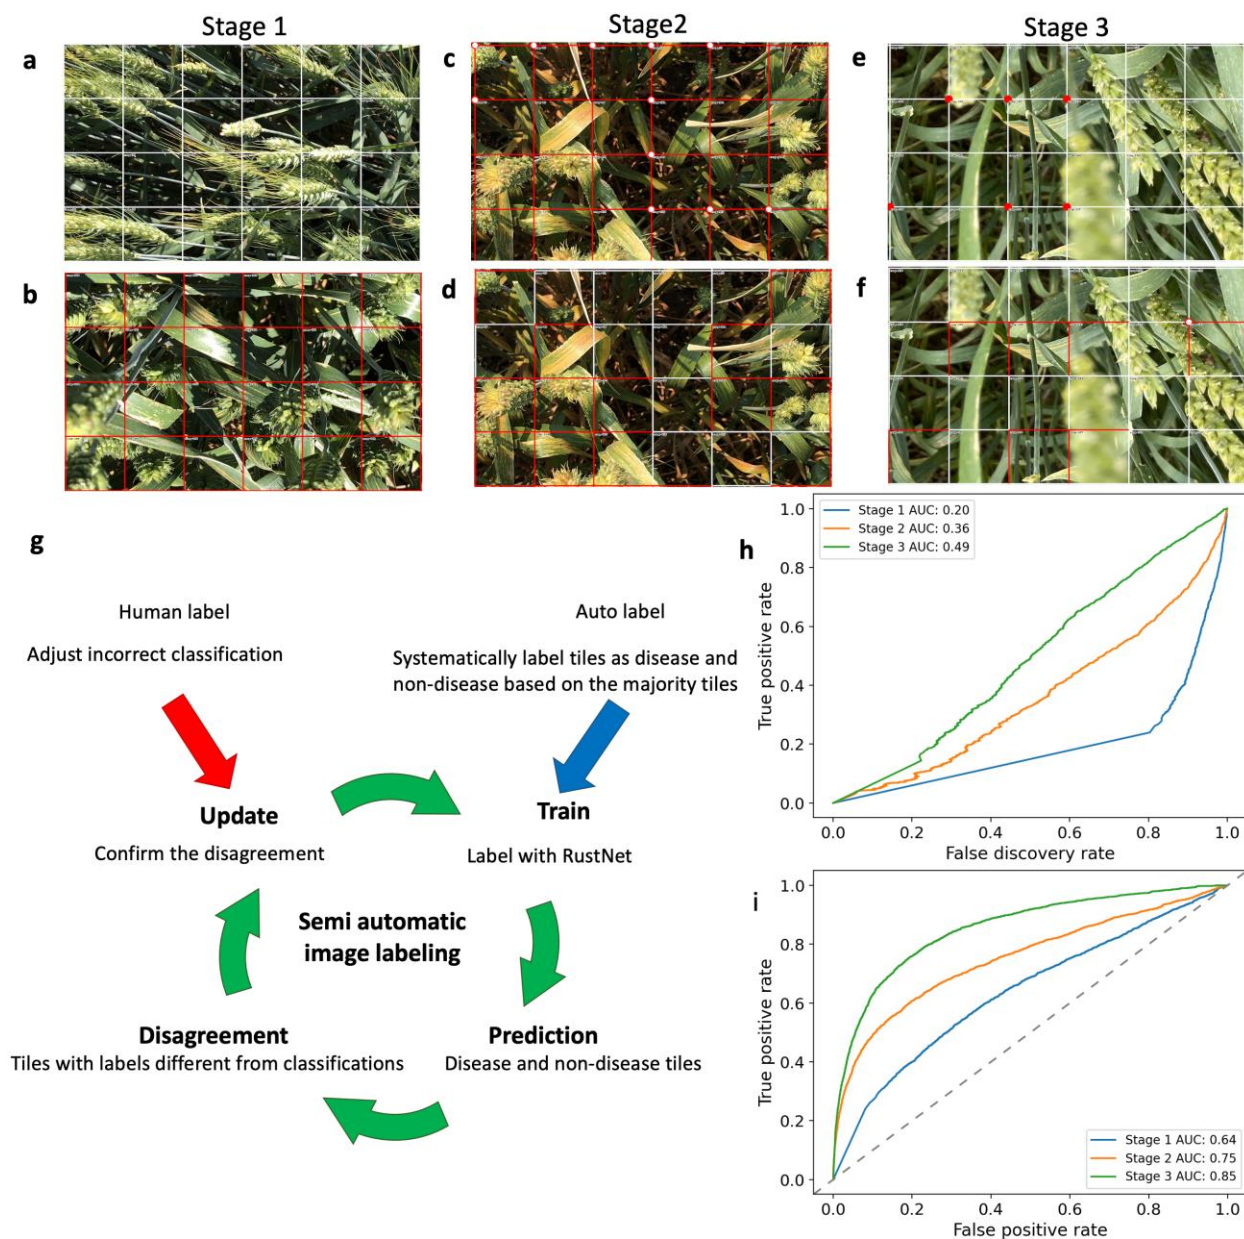 Stage 1
Stage2
Stage 3
a
c
e
b
d
f
g
Human label
Adjust incorrect classification
Auto label
Systematically label tiles as disease and
non-disease based on the majority tiles
Update
Confirm the disagreement
Train
Label with RustNet
Semi automatic
image labeling
Disagreement
Tiles with labels different from classifications
Prediction
Disease and non-disease tiles
h
Stage 1 AUC: 0.20
Stage 2 AUC: 0.36
Stage 3 AUC: 0.49
True positive rate
1.0
0.8
0.6
0.4
0.2
0.0
0.0 0.2 0.4 0.6 0.8 1.0
False discovery rate
i
True positive rate
1.0
0.8
0.6
0.4
0.2
0.0
Stage 1 AUC: 0.64
Stage 2 AUC: 0.75
Stage 3 AUC: 0.85
0.0 0.2 0.4 0.6 0.8 1.0
False positive rate